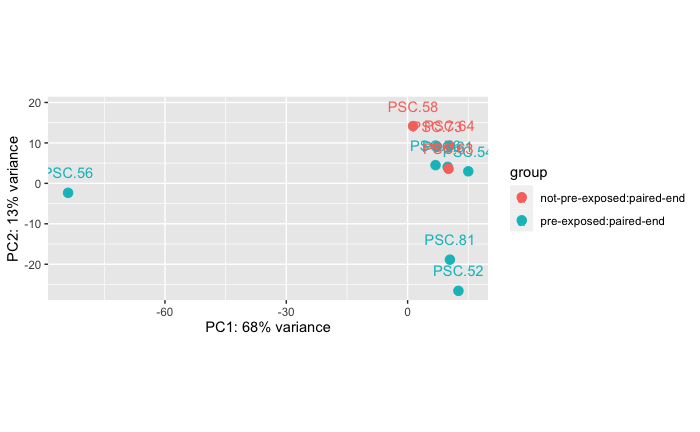 PC2: 13% variance
20
10
0
-10
-20
PSC.58
PSC.64
PSC.54
PSC.56
PSC.81
PSC.52
-60
-30
0
PC1: 68% variance
group
not-pre-exposed:paired-end
pre-exposed:paired-end